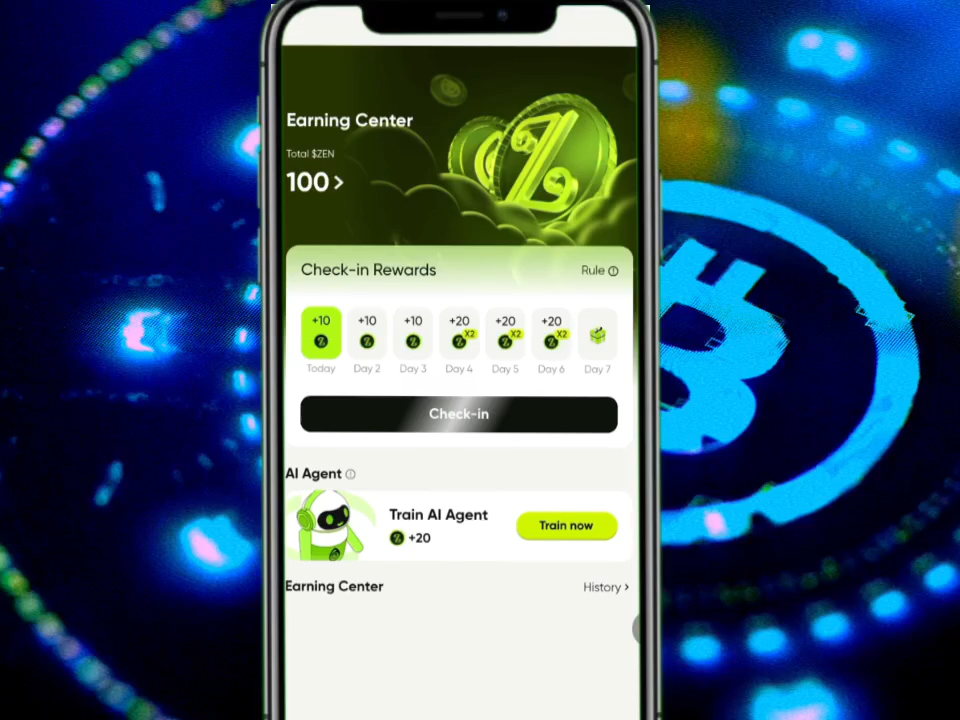 Earning Center
Total $ZEN
100 >
Check-in Rewards
Rule
+10
+10
+10
+20
+20
+20
X2
X2
X2
Today
Day 2
Day 3
Day 4
Day 5
Day 6
Day 7
Check-in
AI Agent
Train AI Agent
+20
Train now
Earning Center
History >